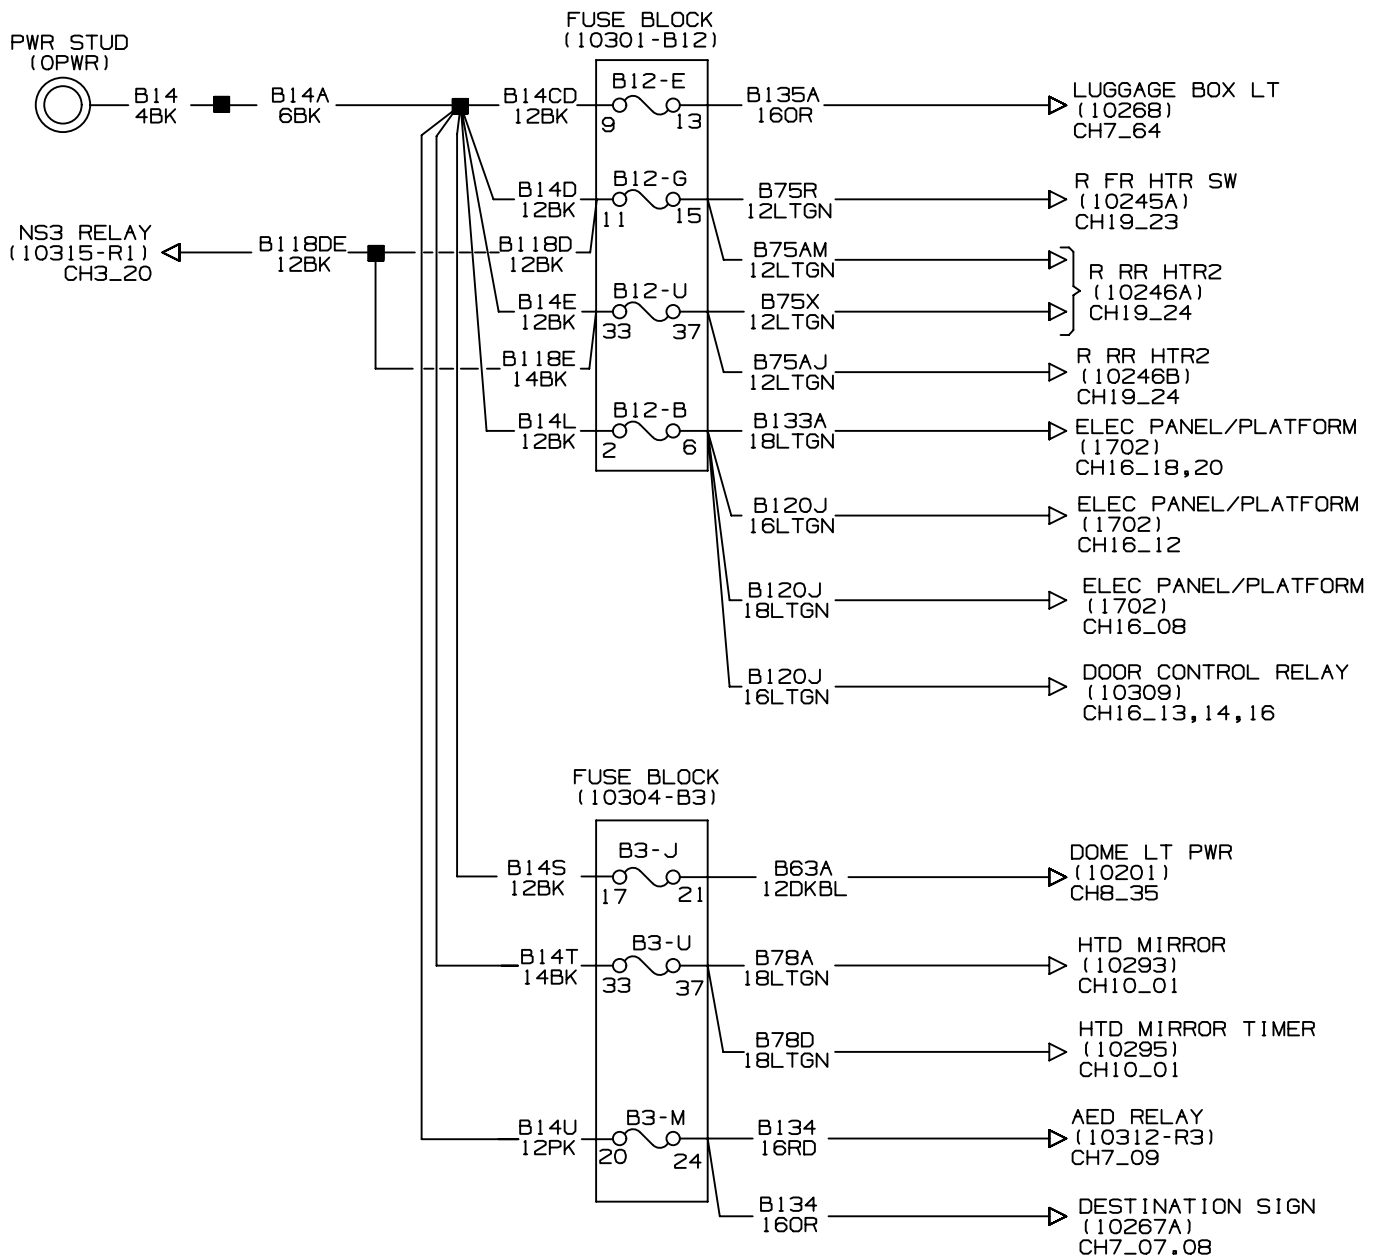 FUSE BLOCK
(10301-B12)
PWR STUD
(0PWR)
B14
4BK
B14A
6BK
B14CD
12BK
B12-E
9
13
B135A
16OR
LUGGAGE BOX LT
(10268)
CH7_64
B14D
12BK
B12-G
11
15
B75R
12LTGN
R FR HTR SW
(10245A)
CH19_23
NS3 RELAY
(10315-R1)
CH3_20
B118DE
12BK
B118D
12BK
B75AM
12LTGN
R RR HTR2
(10246A)
CH19_24
B14E
12BK
B12-U
33
37
B75X
12LTGN
B118E
14BK
B75AJ
12LTGN
R RR HTR2
(10246B)
CH19_24
B14L
12BK
B12-B
2
6
B133A
18LTGN
ELEC PANEL/PLATFORM
(1702)
CH16_18,20
B120J
16LTGN
ELEC PANEL/PLATFORM
(1702)
CH16_12
B120J
18LTGN
ELEC PANEL/PLATFORM
(1702)
CH16_08
B120J
16LTGN
DOOR CONTROL RELAY
(10309)
CH16_13,14,16
FUSE BLOCK
(10304-B3)
B14S
12BK
B3-J
17
21
B63A
12DKBL
DOME LT PWR
(10201)
CH8_35
B14T
14BK
B3-U
33
37
B78A
18LTGN
HTD MIRROR
(10293)
CH10_01
B78D
18LTGN
HTD MIRROR TIMER
(10295)
CH10_01
B14U
12PK
B3-M
20
24
B134
16RD
AED RELAY
(10312-R3)
CH7_09
B134
16OR
DESTINATION SIGN
(10267A)
CH7_07,08